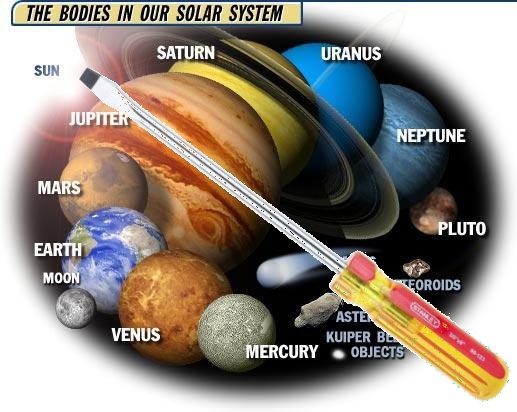 THE BODIES IN OUR SOLAR SYSTEM
SATURN
URANUS
SUN
JUPITER
NEPTUNE
MARS
PLUTO
EARTH
MOON
VENUS
MERCURY
KUIPER
OBJECTS
STANLEY